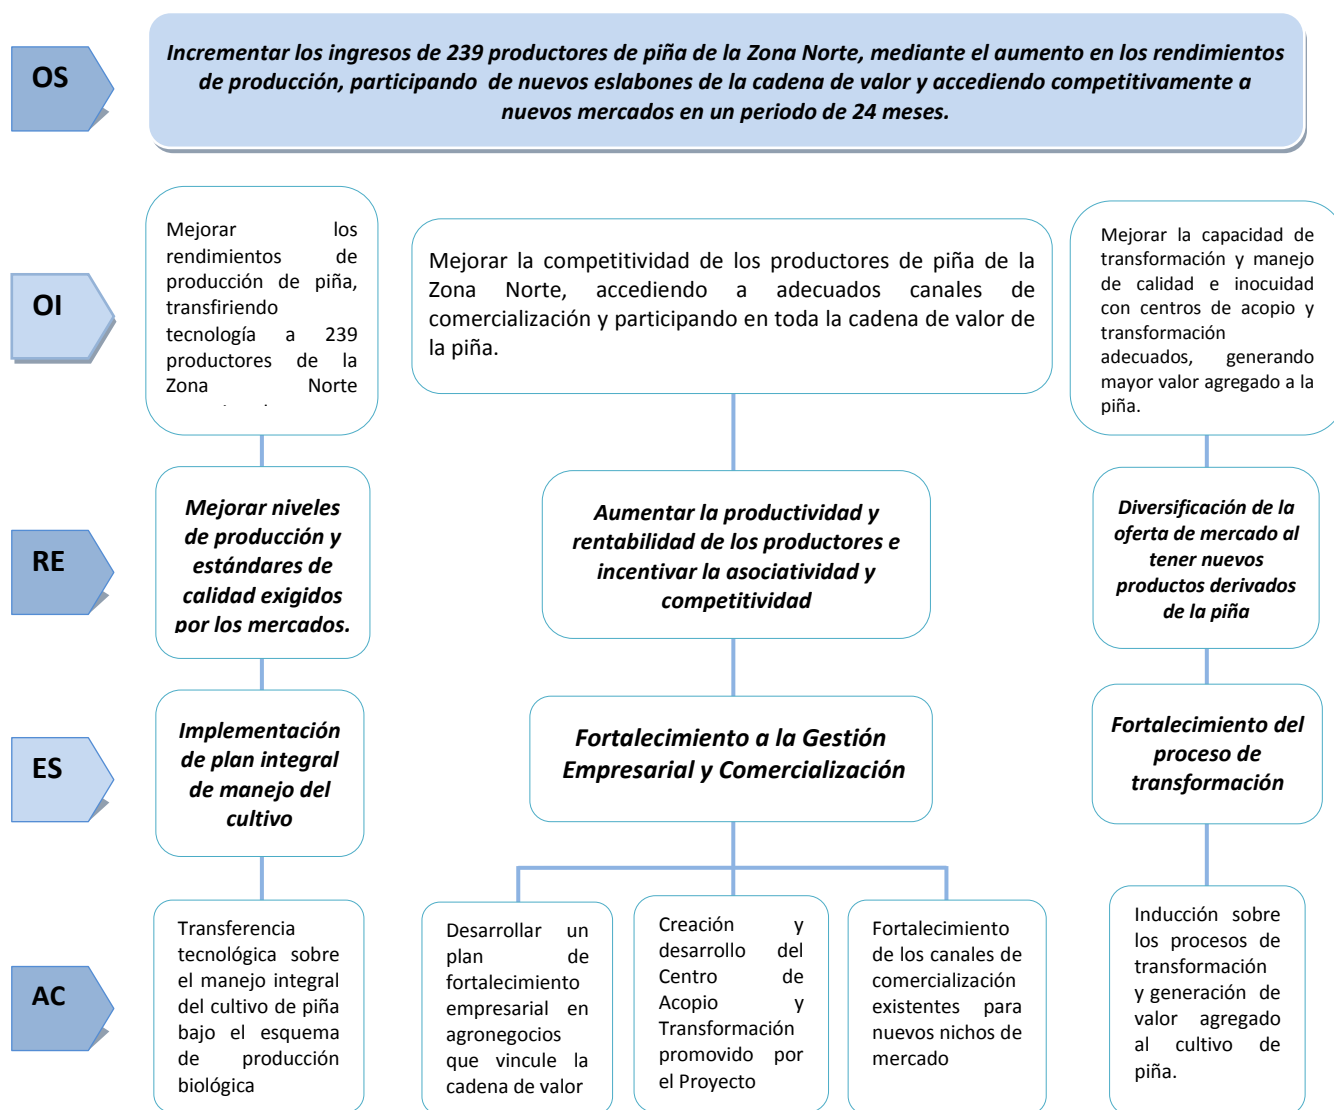 OS
Incrementar los ingresos de 239 productores de piña de la Zona Norte, mediante el aumento en los rendimientos
de producción, participando de nuevos eslabones de la cadena de valor y accediendo competitivamente a
nuevos mercados en un periodo de 24 meses.
OI
Mejorar los
rendimientos de
producción de piña,
transfiriendo
tecnología a 239
productores de la
Zona Norte
Mejorar la competitividad de los productores de piña de la
Zona Norte, accediendo a adecuados canales de
comercialización y participando en toda la cadena de valor de
la piña.
Mejorar la capacidad de
transformación y manejo
de calidad e inocuidad
con centros de acopio y
transformación
adecuados, generando
mayor valor agregado a la
piña.
RE
Mejorar niveles
de producción y
estándares de
calidad exigidos
por los mercados.
Aumentar la productividad y
rentabilidad de los productores e
incentivar la asociatividad y
competitividad
Diversificación de la
oferta de mercado al
tener nuevos
productos derivados
de la piña
ES
Implementación
de plan integral
de manejo del
cultivo
Fortalecimiento a la Gestión
Empresarial y Comercialización
Fortalecimiento del
proceso de
transformación
AC
Transferencia
tecnológica sobre
el manejo integral
del cultivo de piña
bajo el esquema
de producción
biológica
Desarrollar un
plan de
fortalecimiento
empresarial en
agronegocios
que vincule la
cadena de valor
Creación y
desarrollo del
Centro de
Acopio y
Transformación
promovido por
el Proyecto
Fortalecimiento
de los canales de
comercialización
existentes para
nuevos nichos de
mercado
Inducción sobre
los procesos de
transformación
y generación de
valor agregado
al cultivo de
piña.